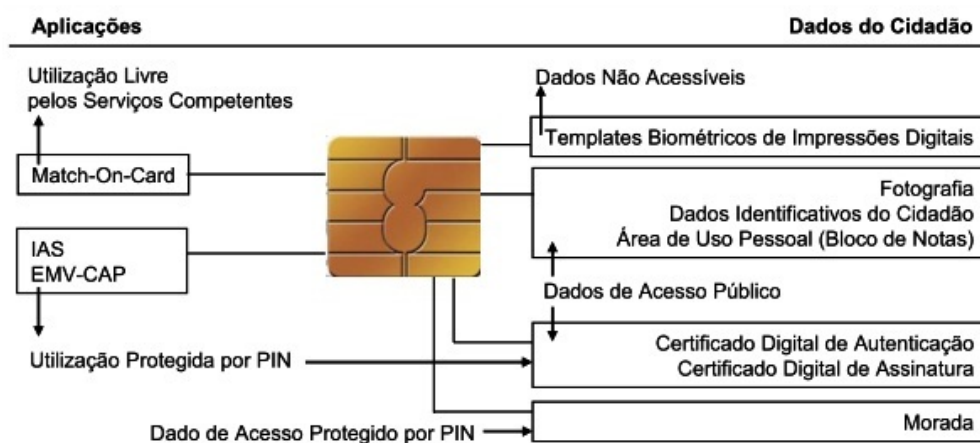 Aplicações
Dados do Cidadão
Utilização Livre
pelos Serviços Competentes
Match-On-Card
IAS
EMV-CAP
Utilização Protegida por PIN
Dado de Acesso Protegido por PIN
Dados Não Acessíveis
Templates Biométricos de Impressões Digitais
Fotografia
Dados Identificativos do Cidadão
Área de Uso Pessoal (Bloco de Notas)
Dados de Acesso Público
Certificado Digital de Autenticação
Certificado Digital de Assinatura
Morada